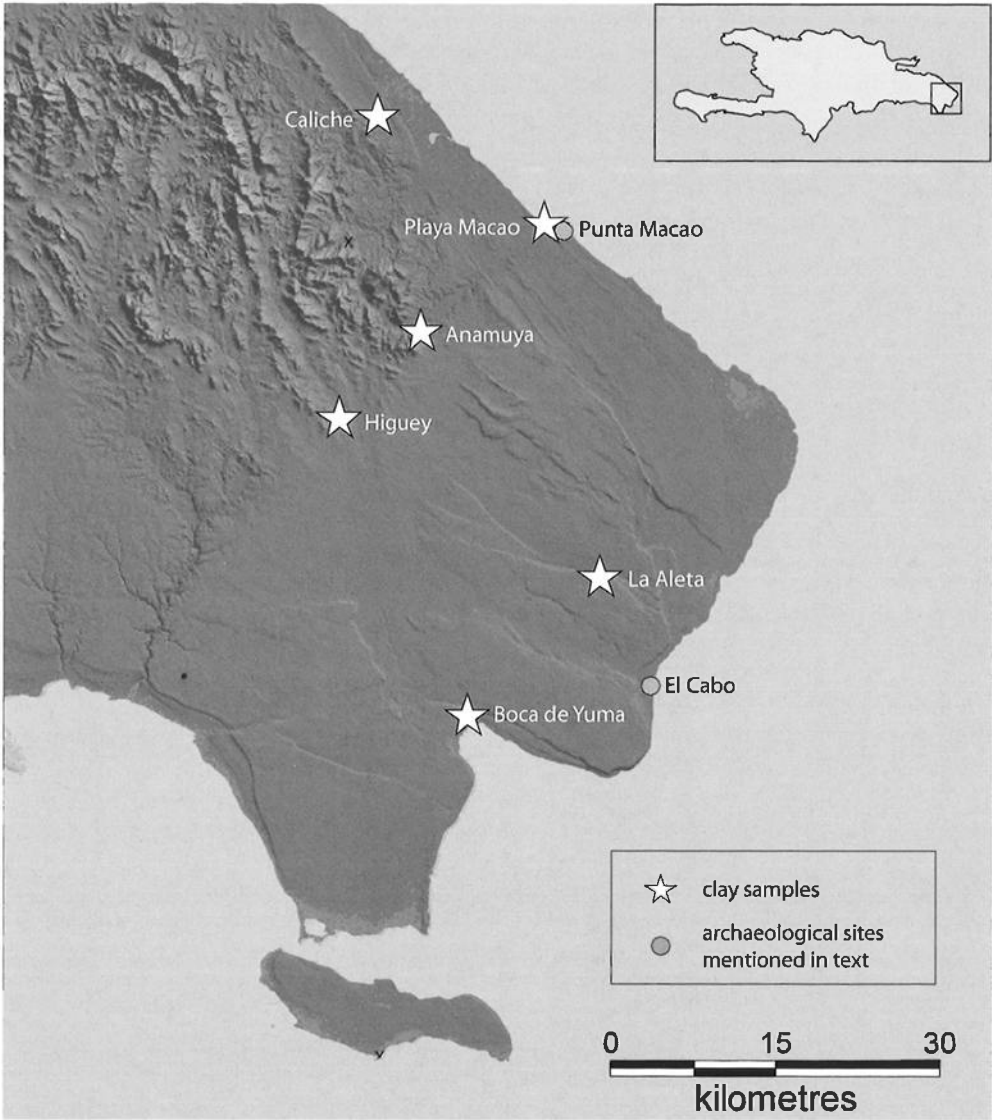 Caliche
Playa Macao
Punta Macao
Anamuya
Higuey
La Aleta
El Cabo
Boca de Yuma
clay samples
archaeological sites
mentioned in text
0 15 30
kilometres